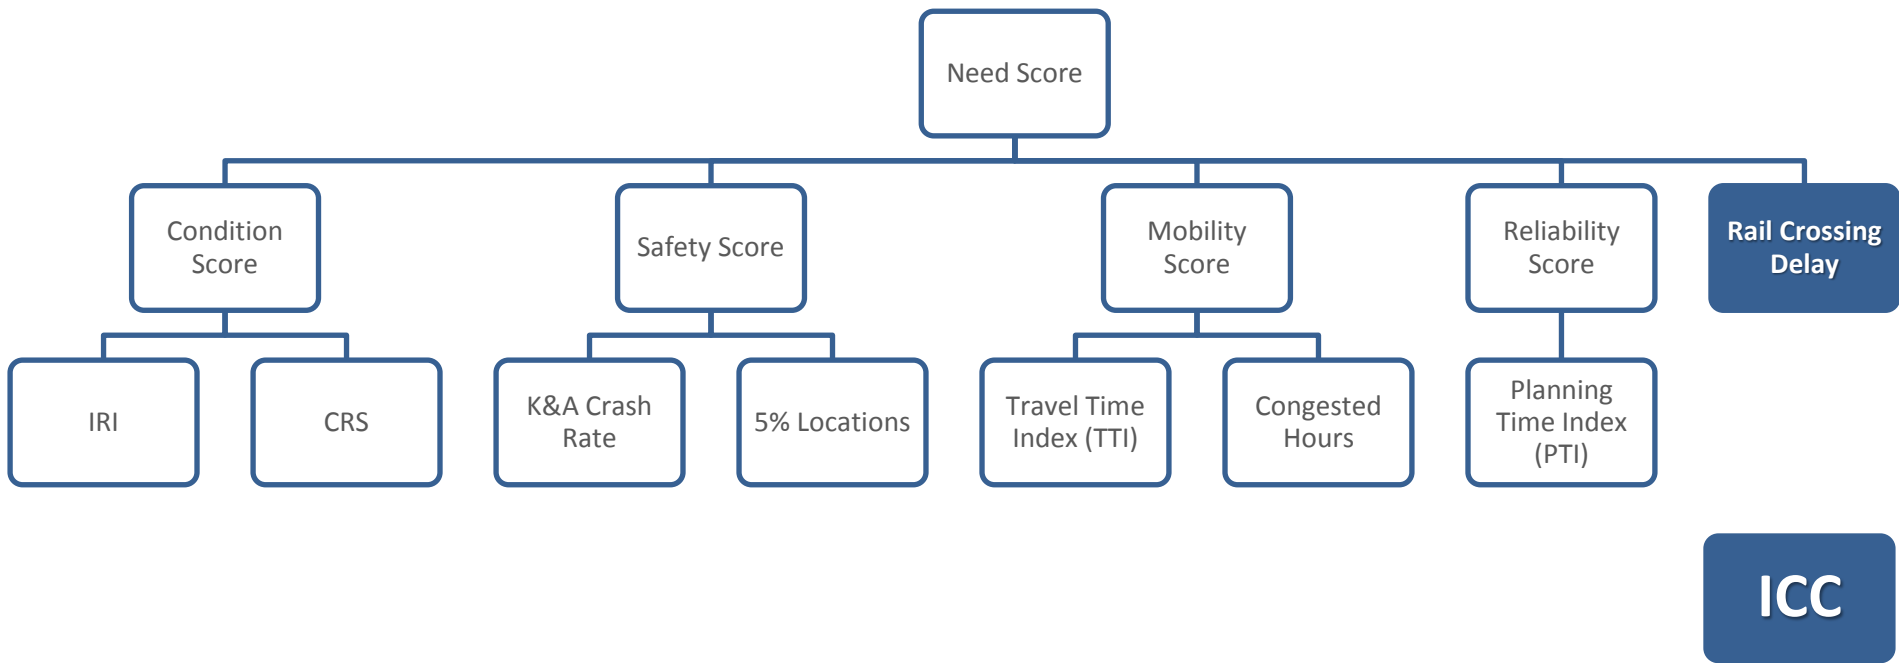 Need Score
Condition
Score
Safety Score
Mobility
Score
Reliability
Score
Rail Crossing
Delay
IRI
CRS
K&A Crash
Rate
5% Locations
Travel Time
Index (TTI)
Congested
Hours
Planning
Time Index
(PTI)
ICC